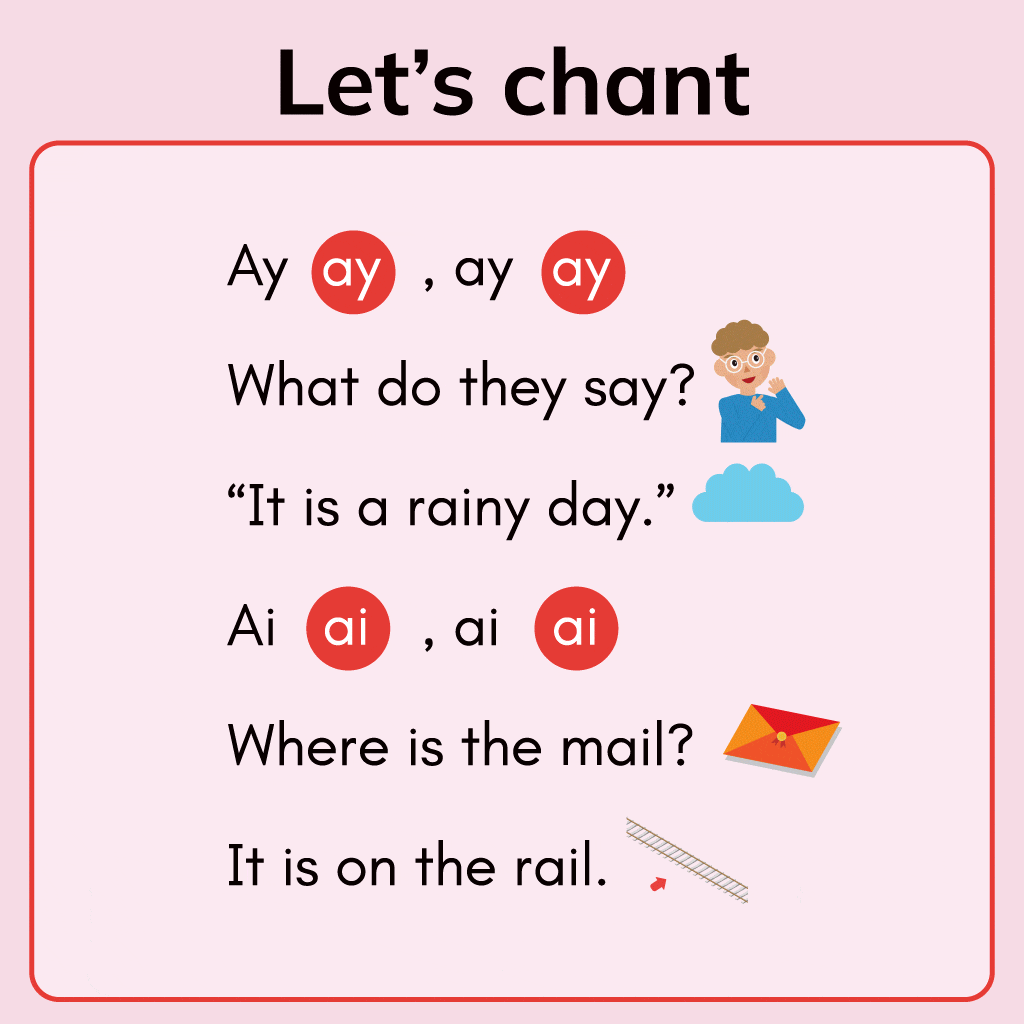 Let’s chant
Ay ay , ay ay
What do they say?
“It is a rainy day.”
Ai ai , ai ai
Where is the mail?
It is on the rail.